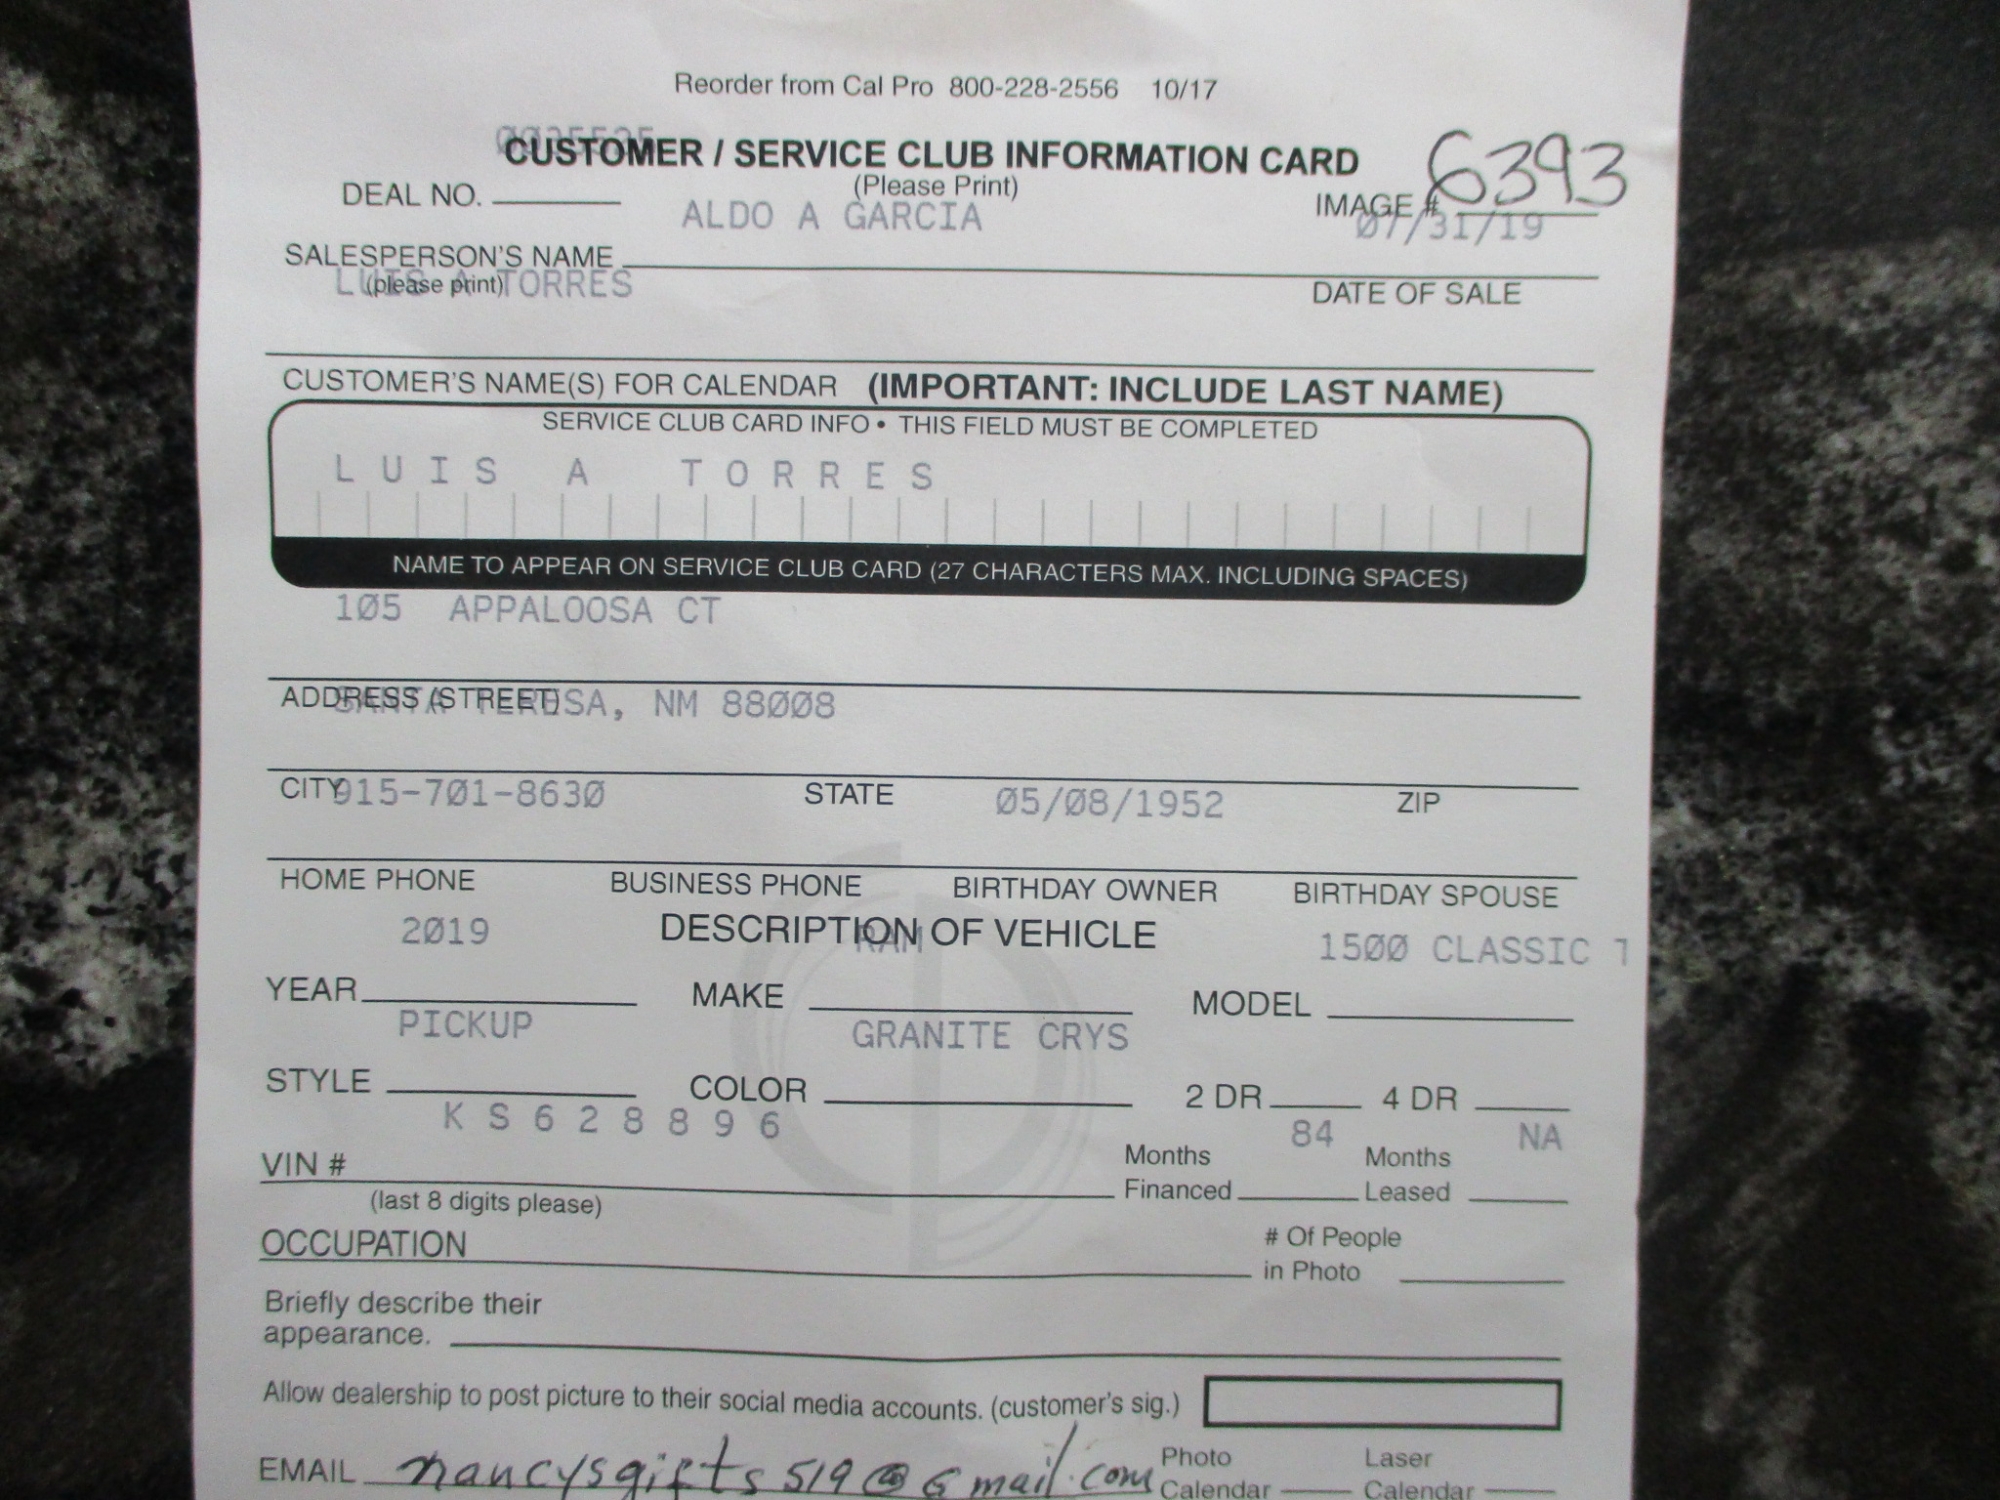 Reorder from Cal Pro 800-228-2556 10/17
0025525
CUSTOMER / SERVICE CLUB INFORMATION CARD
(Please Print)
DEAL NO.
IMAGE # 6393
ALDO A GARCIA
07/31/19
SALESPERSON'S NAME
(please print)
DATE OF SALE
LUIS A TORRES
CUSTOMER'S NAME(S) FOR CALENDAR (IMPORTANT: INCLUDE LAST NAME)
SERVICE CLUB CARD INFO • THIS FIELD MUST BE COMPLETED
LUIS A TORRES
NAME TO APPEAR ON SERVICE CLUB CARD (27 CHARACTERS MAX. INCLUDING SPACES)
105 APPALOOSA CT
ADDRESS (STREET)
SANTA TERESA, NM 88008
CITY STATE ZIP
915-701-8630 05/08/1952
HOME PHONE BUSINESS PHONE BIRTHDAY OWNER BIRTHDAY SPOUSE
DESCRIPTION OF VEHICLE
2019 RAM 1500 CLASSIC T
YEAR MAKE MODEL
PICKUP GRANITE CRYS
STYLE COLOR 2 DR 4 DR
KS628896
84 NA
VIN # Months Financed Months Leased
(last 8 digits please)
OCCUPATION # Of People in Photo
Briefly describe their
appearance.
Allow dealership to post picture to their social media accounts. (customer's sig.)
EMAIL nancysgifts519@Gmail.com Photo Calendar Laser Calendar